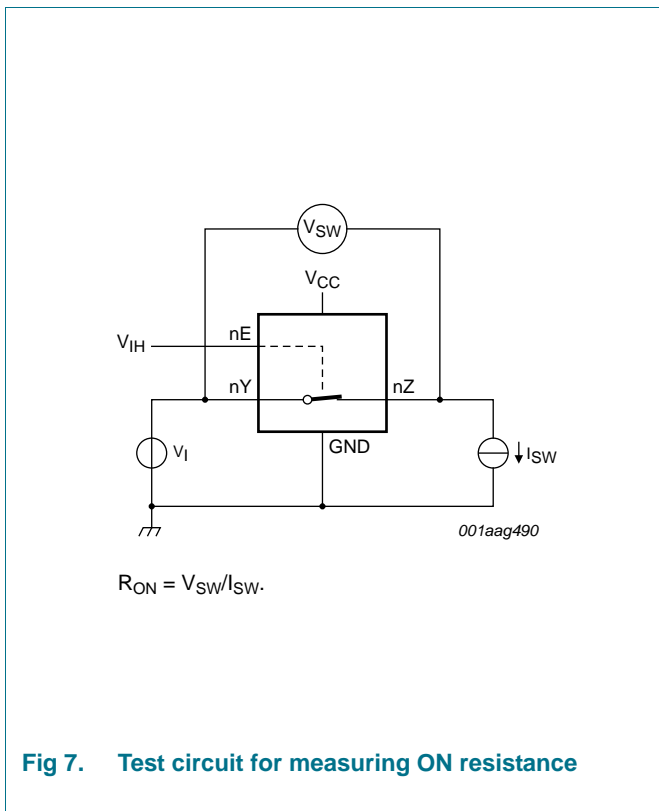 VSW
VCC
VIH
nE
nY
nZ
VI
GND
ISW
001aag490
RON = VSW/ISW.
Fig 7. Test circuit for measuring ON resistance